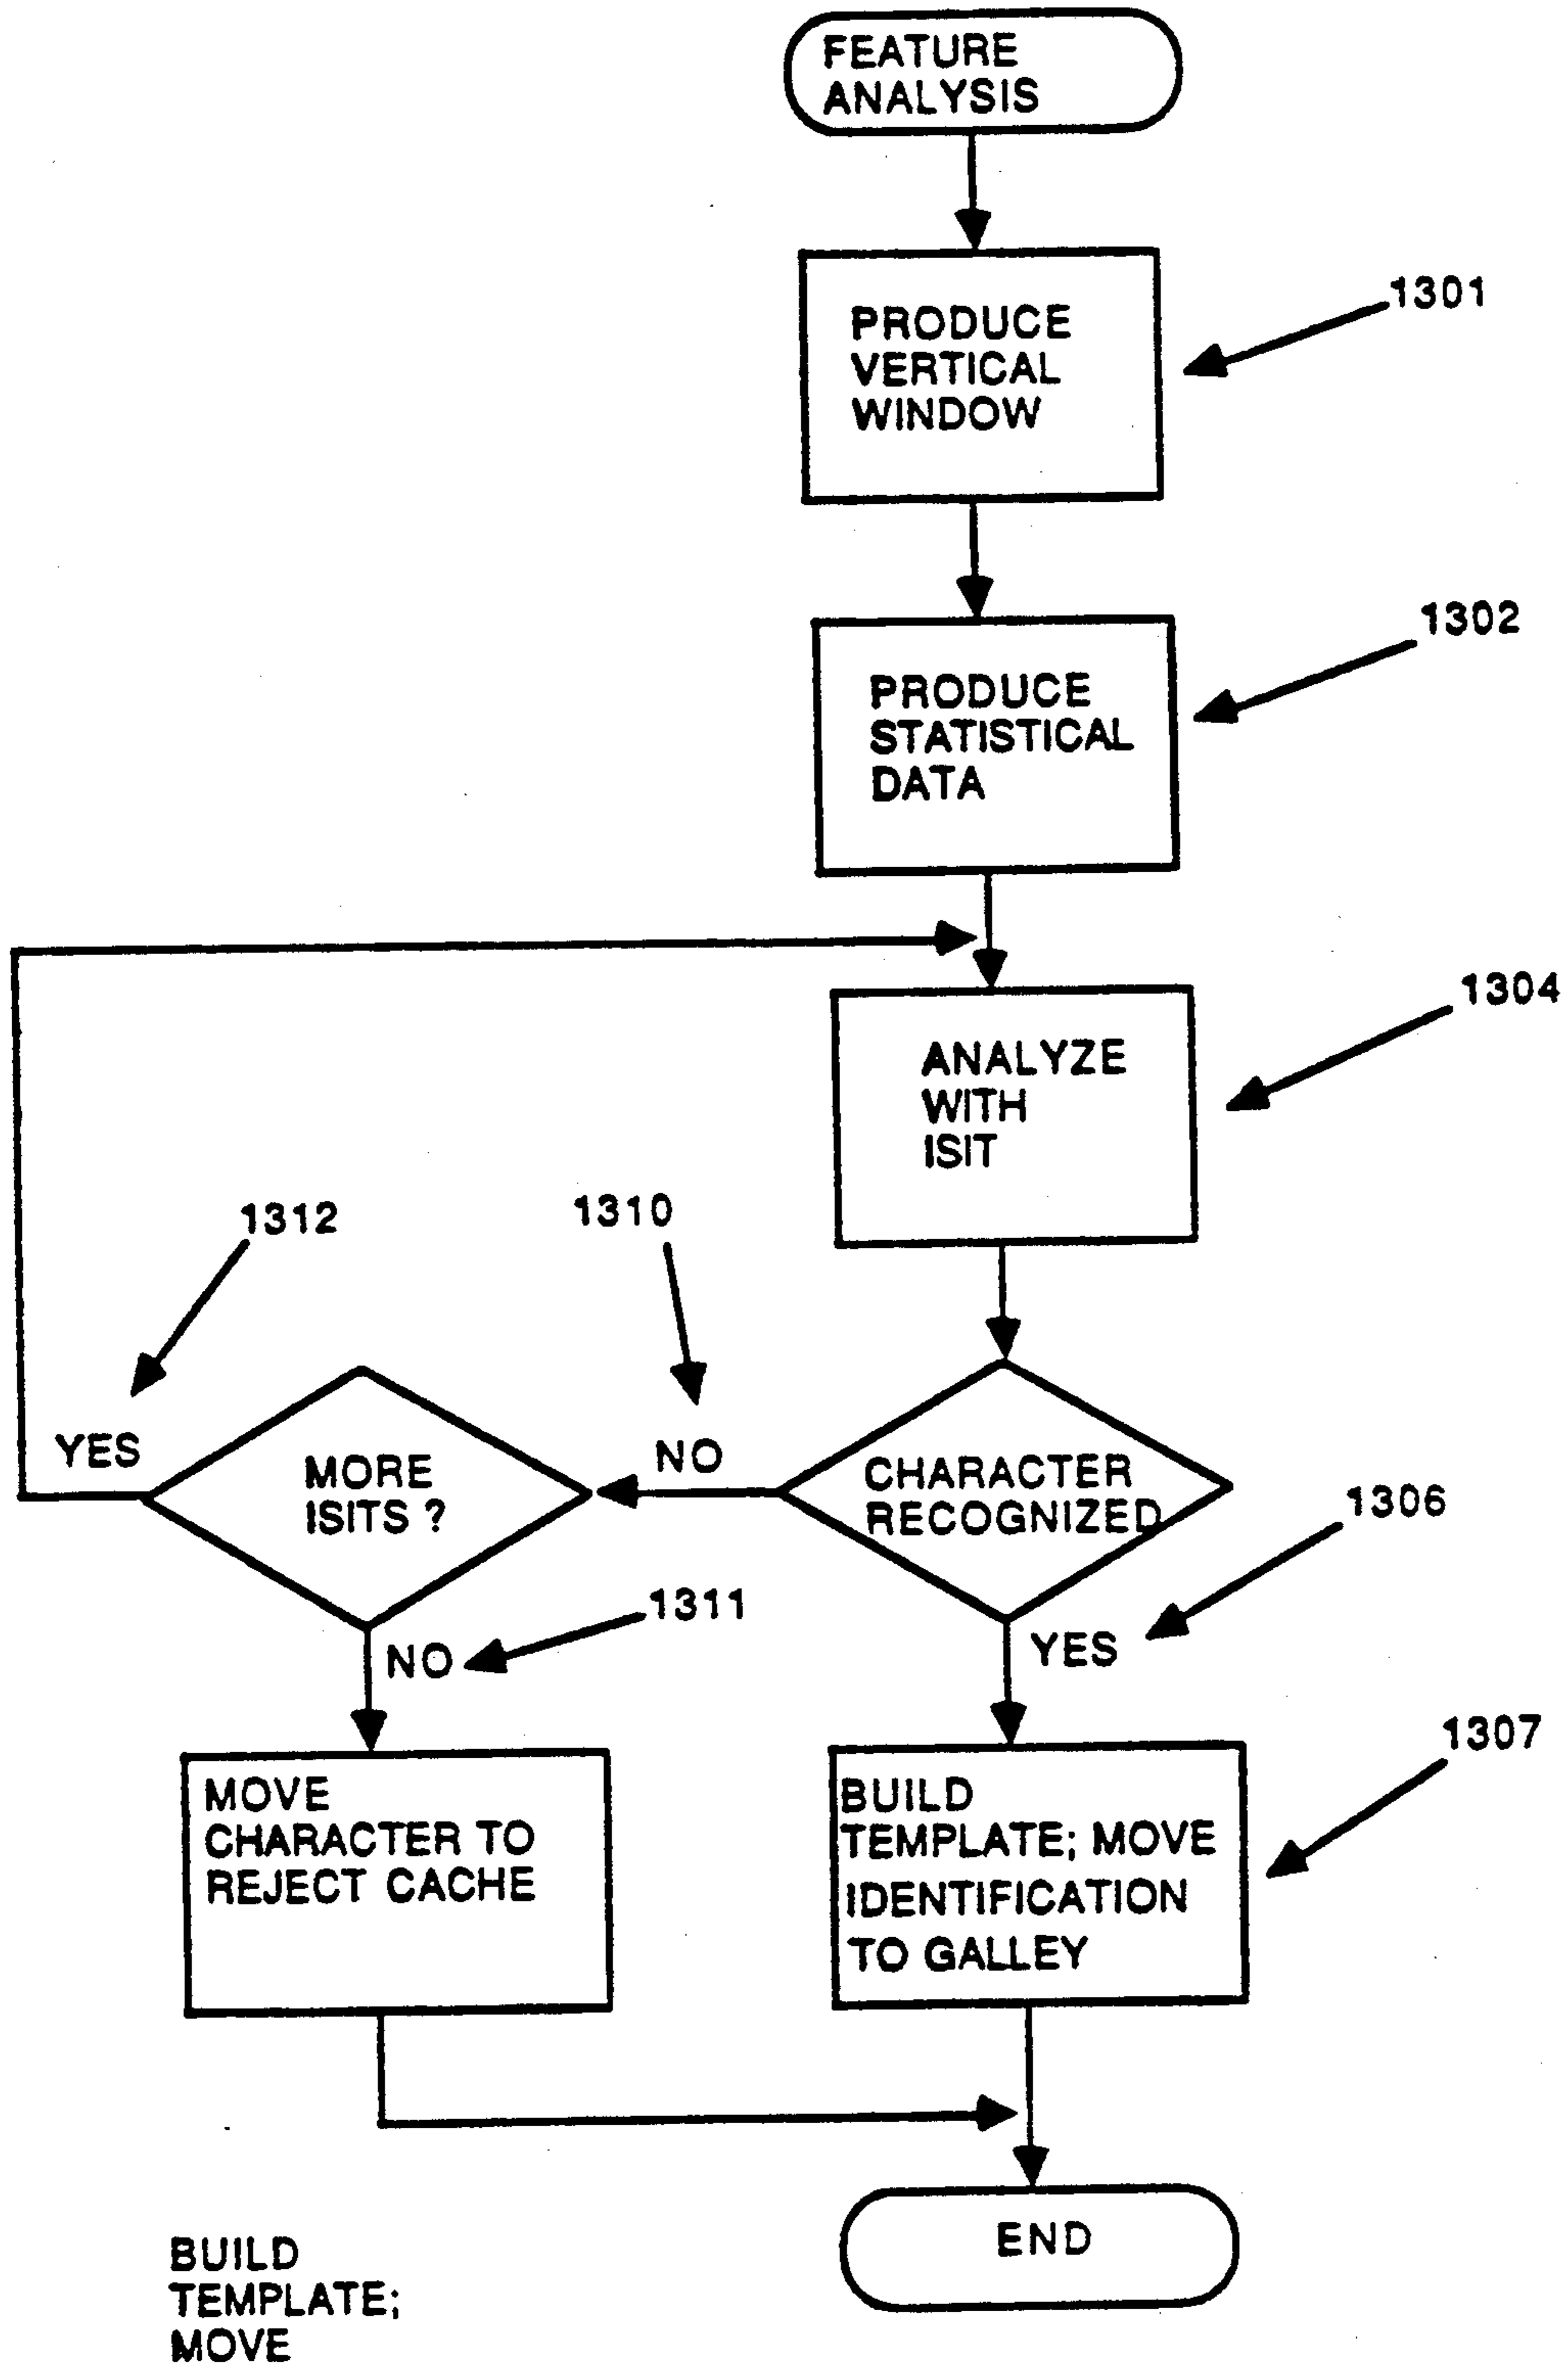 FEATURE
ANALYSIS
1301
PRODUCE
VERTICAL
WINDOW
1302
PRODUCE
STATISTICAL
DATA
1304
ANALYZE
WITH
ISIT
1312
1310
YES
MORE
ISITS ?
NO
CHARACTER
RECOGNIZED
1306
1311
NO
YES
1307
MOVE
CHARACTER TO
REJECT CACHE
BUILD
TEMPLATE; MOVE
IDENTIFICATION
TO GALLEY
END
BUILD
TEMPLATE;
MOVE